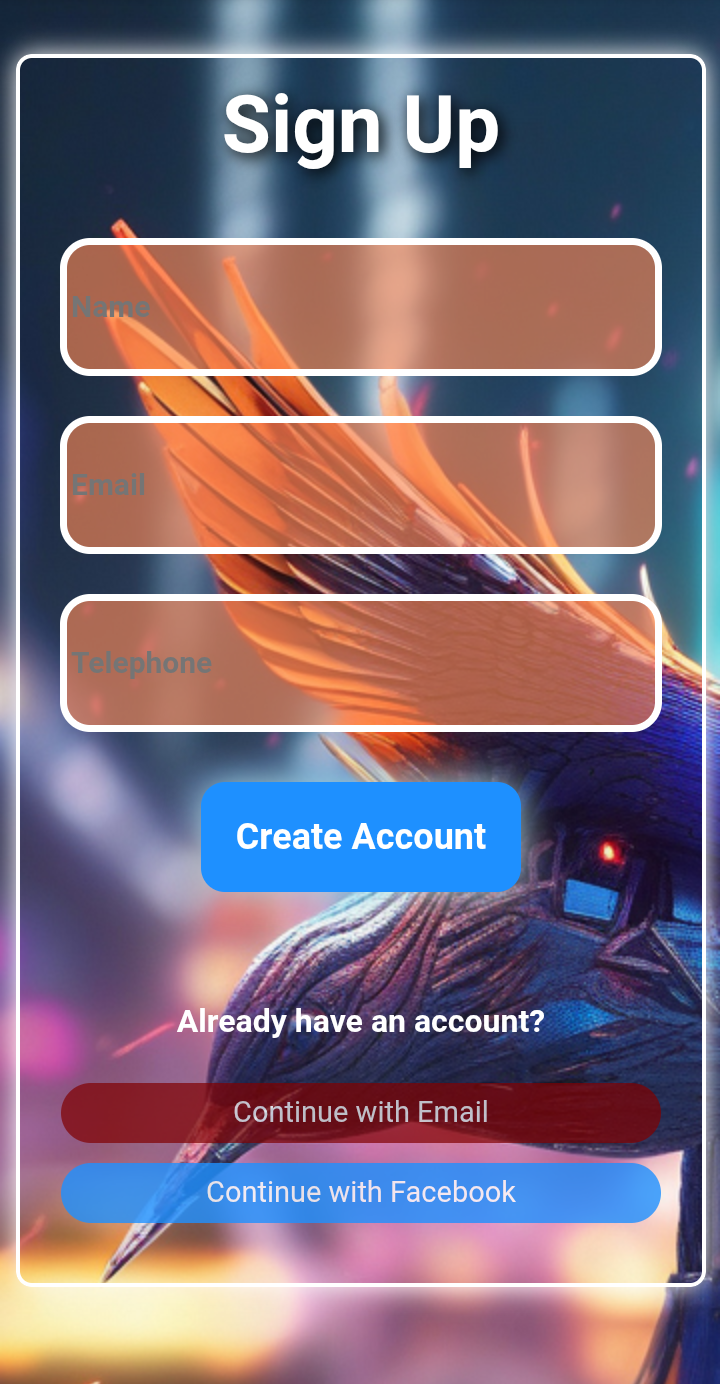 Sign Up
Name
Email
Telephone
Create Account
Already have an account?
Continue with Email
Continue with Facebook